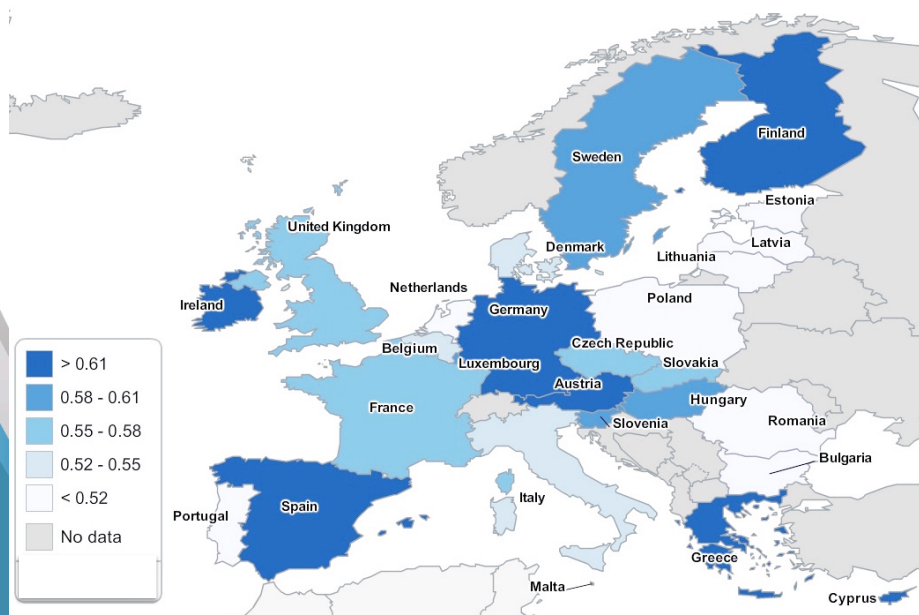 Finland
Sweden
Estonia
United Kingdom
Denmark
Latvia
Lithuania
Netherlands
Poland
Ireland
Germany
Belgium
Czech Republic
Luxembourg
Slovakia
Austria
France
Hungary
Romania
Slovenia
Bulgaria
Italy
Spain
Portugal
Greece
Malta
Cyprus
> 0.61
0.58 - 0.61
0.55 - 0.58
0.52 - 0.55
< 0.52
No data